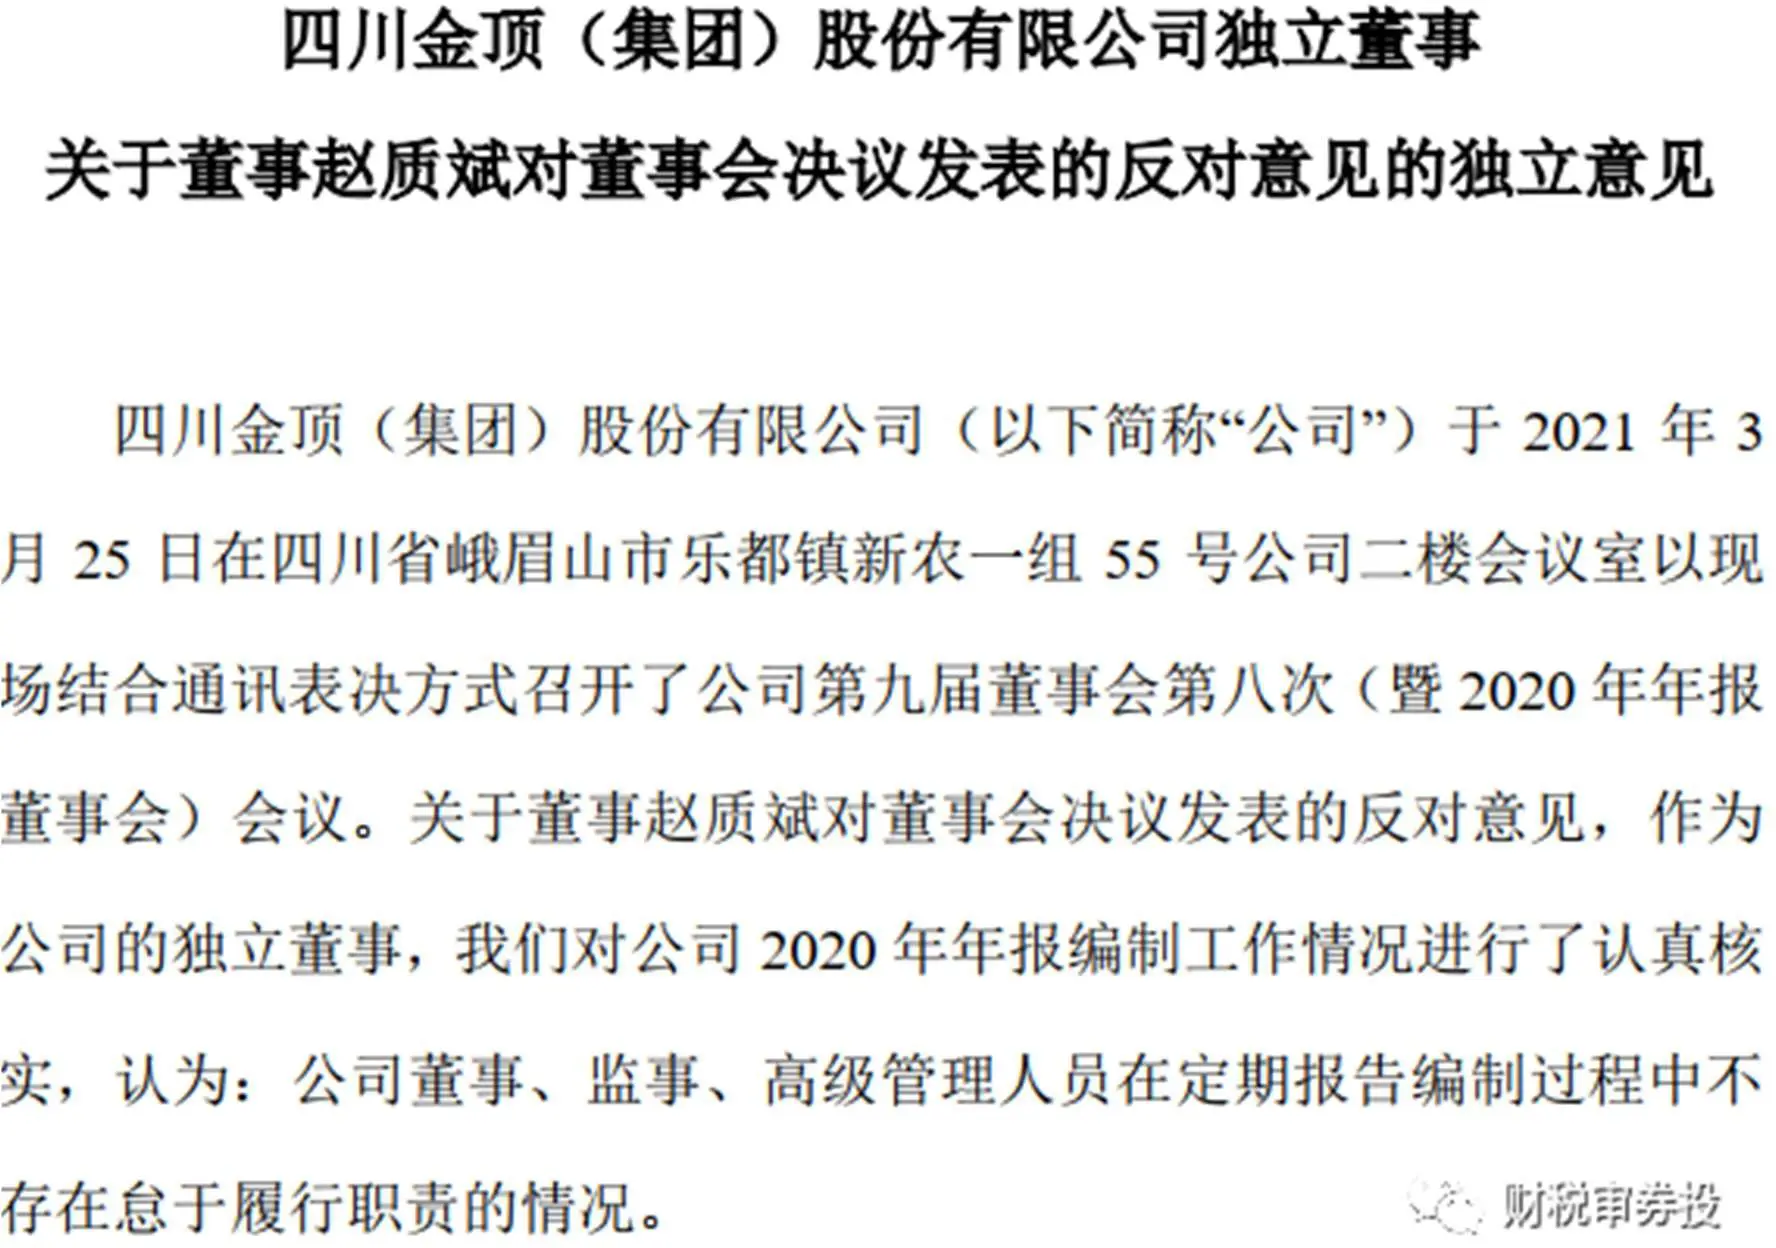 四川金顶（集团）股份有限公司独立董事
关于董事赵质斌对董事会决议发表的反对意见的独立意见
四川金顶（集团）股份有限公司（以下简称“公司”）于 2021 年 3
月 25 日在四川省峨眉山市乐都镇新农一组 55 号公司二楼会议室以现
场结合通讯表决方式召开了公司第九届董事会第八次（暨 2020 年年报
董事会）会议。关于董事赵质斌对董事会决议发表的反对意见，作为
公司的独立董事，我们对公司 2020 年年报编制工作情况进行了认真核
实，认为：公司董事、监事、高级管理人员在定期报告编制过程中不
存在怠于履行职责的情况。
财税审券投